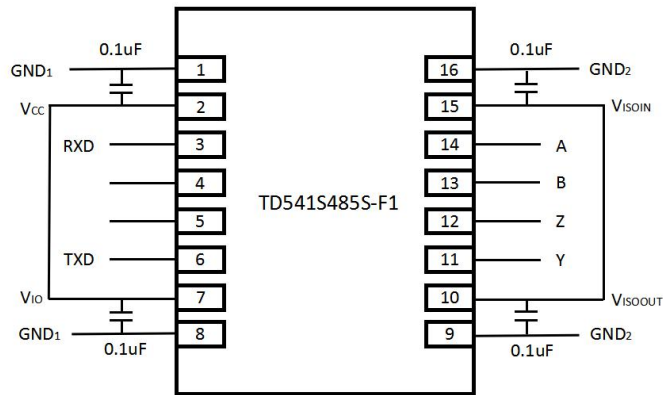 0.1uF
0.1uF
GND1
1
16
GND2
VCC
2
15
VISOIN
RXD
3
14
A
4
13
B
TD541S485S-F1
5
12
Z
TXD
6
11
Y
VIO
7
10
VISOOUT
GND1
8
9
GND2
0.1uF
0.1uF